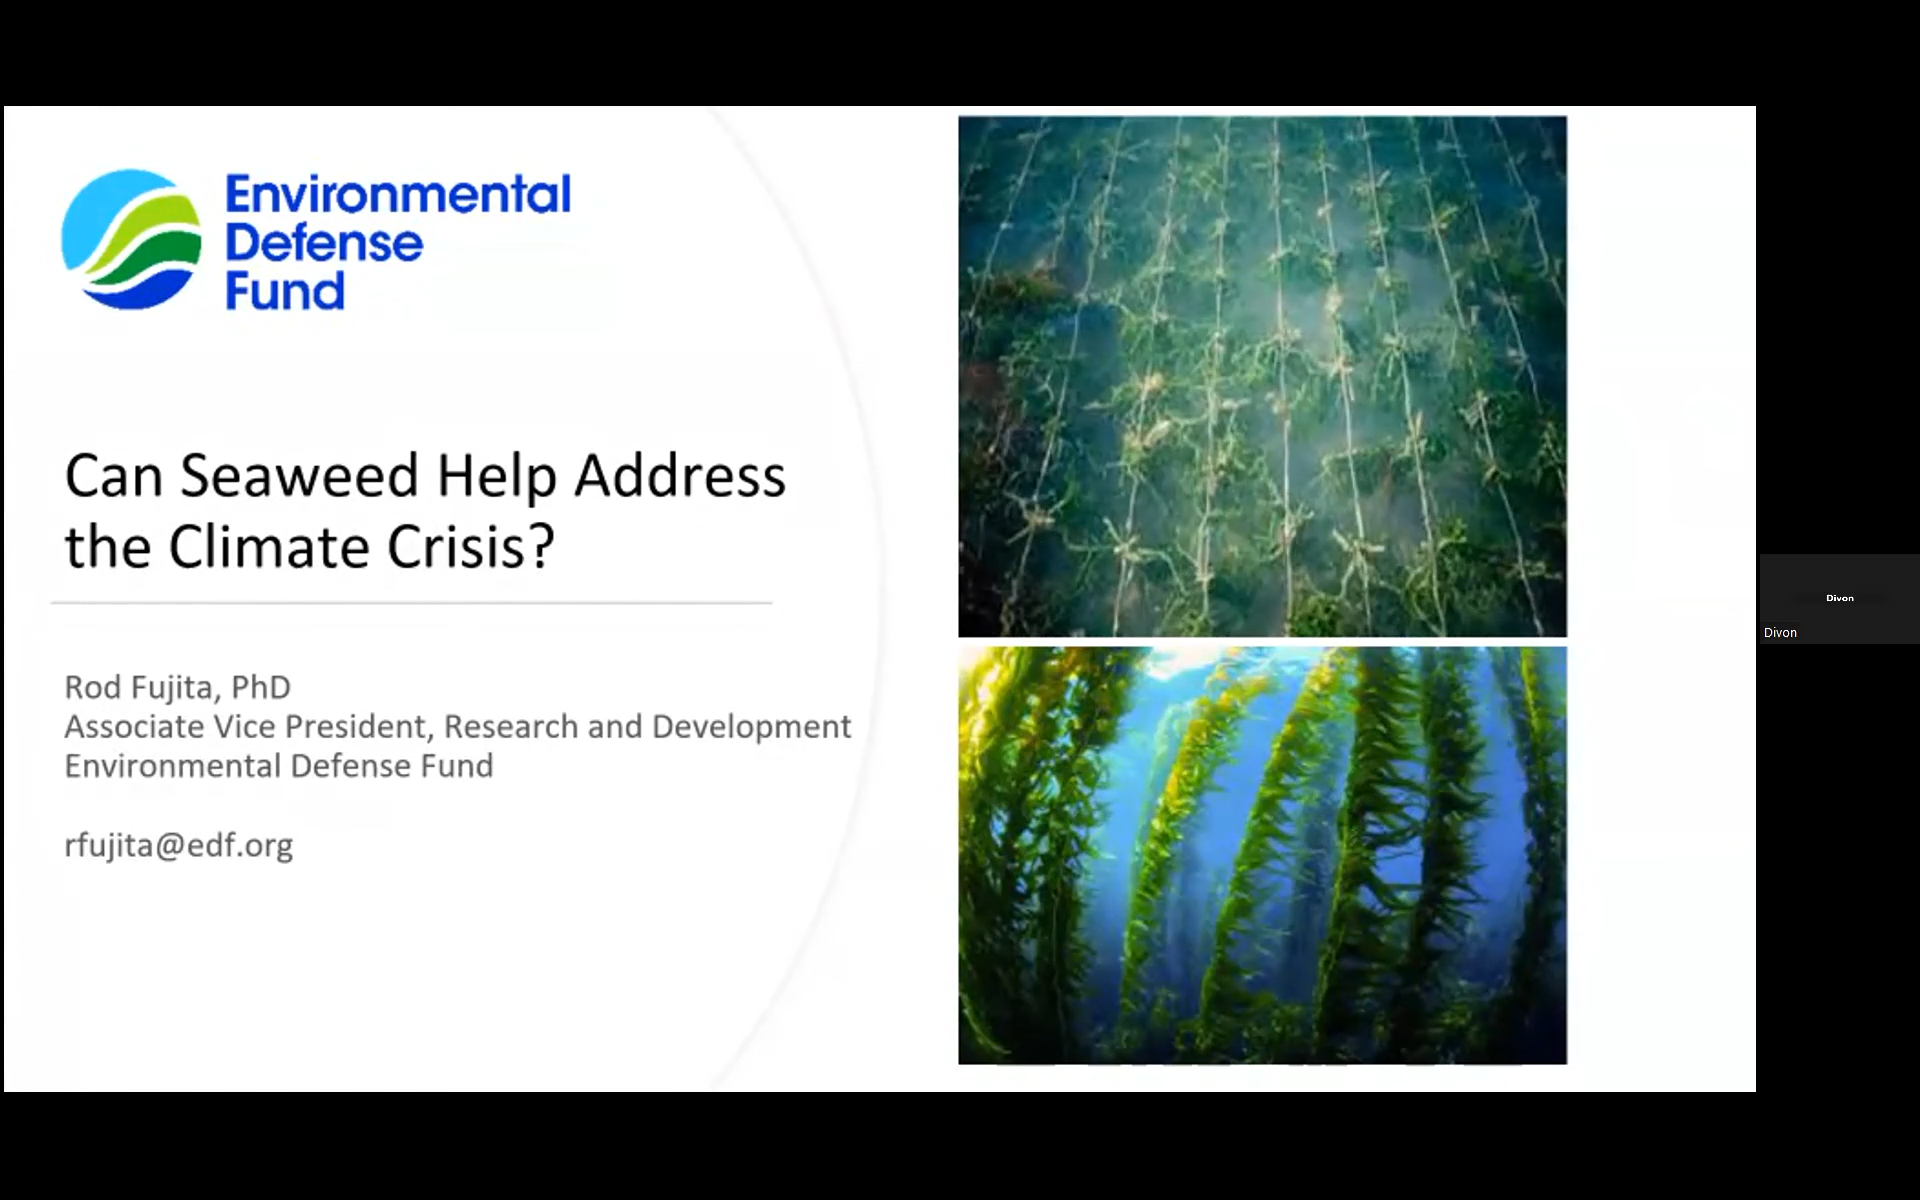 Environmental
Defense
Fund
Can Seaweed Help Address
the Climate Crisis?
Rod Fujita, PhD
Associate Vice President, Research and Development
Environmental Defense Fund
rfujita@edf.org
Divon
Divon